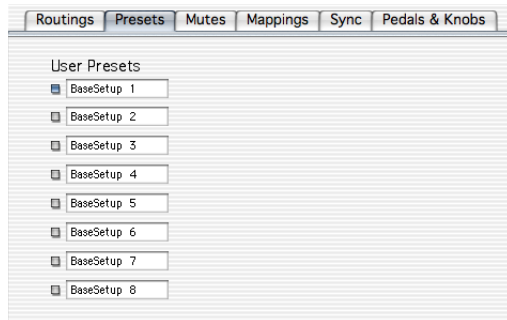 Routings Presets Mutes Mappings Sync Pedals & Knobs
User Presets
BaseSetup 1
BaseSetup 2
BaseSetup 3
BaseSetup 4
BaseSetup 5
BaseSetup 6
BaseSetup 7
BaseSetup 8